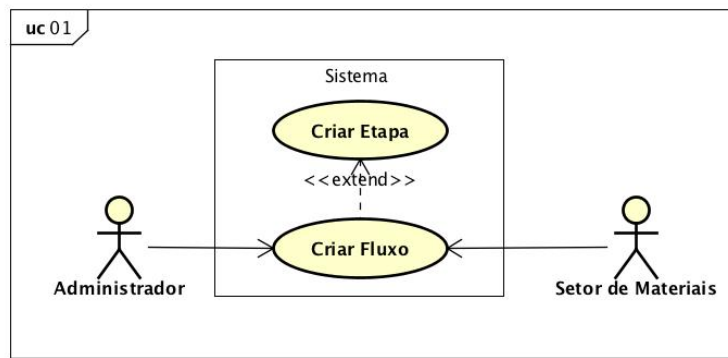 uc 01
Sistema
Criar Etapa
<<extend>>
Criar Fluxo
Administrador
Setor de Materiais